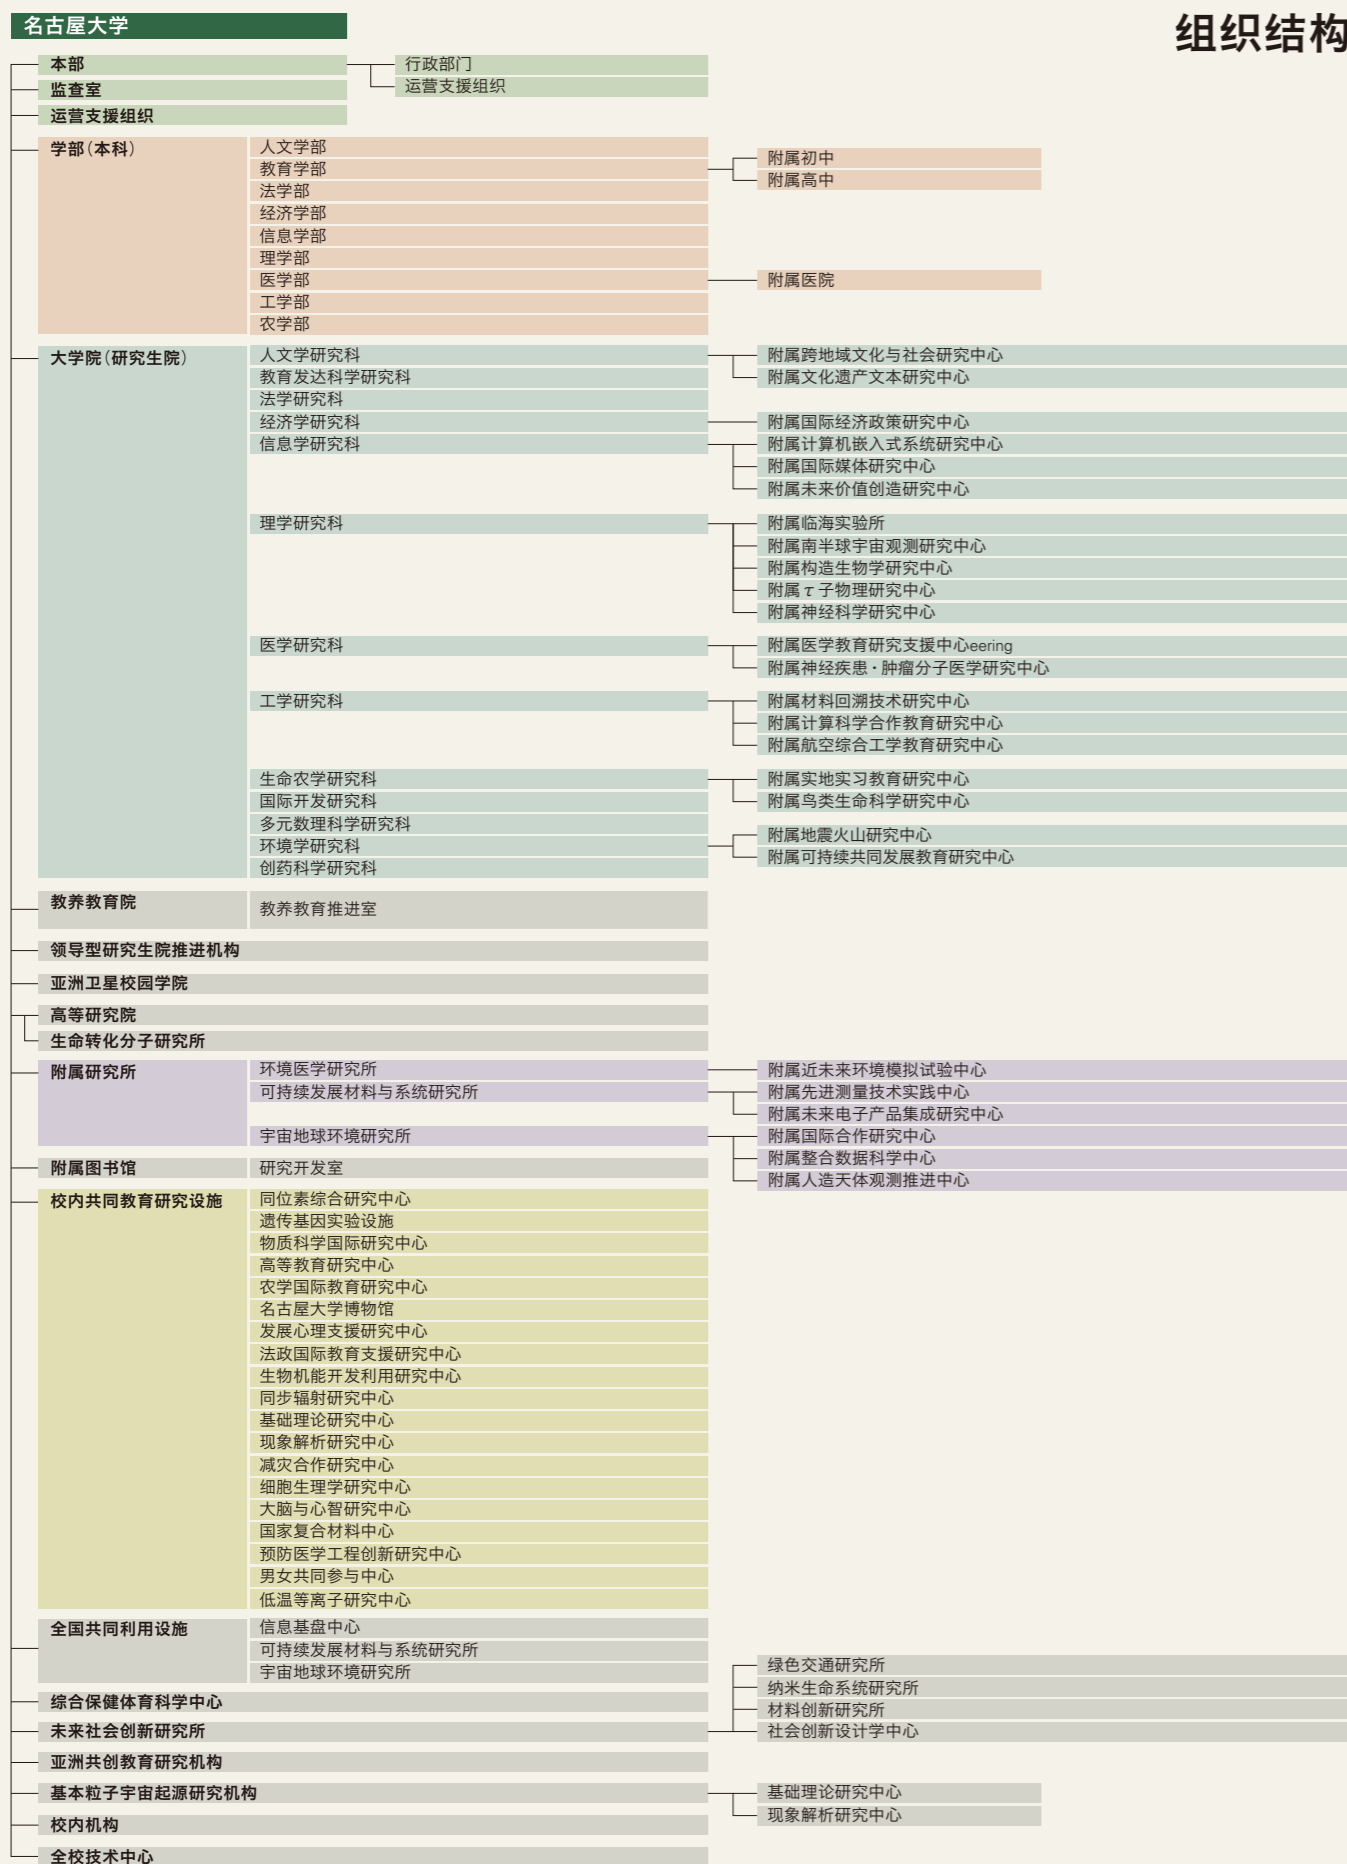 名古屋大学
组织结构
本部
行政部门
监查室
运营支援组织
运营支援组织
学部（本科）
人文学部
教育学部
附属初中
附属高中
法学部
经济学部
信息学部
理学部
医学部
附属医院
工学部
农学部
大学院（研究生院）
人文学研究科
附属跨地域文化与社会研究中心
附属文化遗产文本研究中心
教育发达科学研究科
法学研究科
经济学研究科
附属国际经济政策研究中心
信息学研究科
附属计算机嵌入式系统研究中心
附属国际媒体研究中心
附属未来价值创造研究中心
理学研究科
附属临海实验所
附属南半球宇宙观测研究中心
附属构造生物学研究中心
附属τ子物理研究中心
附属神经科学研究中心
医学研究科
附属医学教育研究支援中心eering
附属神经疾患·肿瘤分子医学研究中心
工学研究科
附属材料回溯技术研究中心
附属计算科学合作教育研究中心
附属航空综合工学教育研究中心
生命农学研究科
附属实地实习教育研究中心
附属鸟类生命科学研究中心
国际开发研究科
多元数理科学研究科
环境学研究科
附属地震火山研究中心
附属可持续共同发展教育研究中心
创药科学研究科
教养教育院
教养教育推进室
领导型研究生院推进机构
亚洲卫星校园学院
高等研究院
生命转化分子研究所
附属研究所
环境医学研究所
附属近未来环境模拟试验中心
可持续发展材料与系统研究所
附属先进测量技术实践中心
附属未来电子产品集成研究中心
宇宙地球环境研究所
附属国际合作研究中心
附属整合数据科学中心
附属人造天体观测推进中心
附属图书馆
研究开发室
校内共同教育研究设施
同位素综合研究中心
遗传基因实验设施
物质科学国际研究中心
高等教育研究中心
农学国际教育研究中心
名古屋大学博物馆
发展心理支援研究中心
法政国际教育支援研究中心
生物机能开发利用研究中心
同步辐射研究中心
基础理论研究中心
现象解析研究中心
减灾合作研究中心
细胞生理学研究中心
大脑与心智研究中心
国家复合材料中心
预防医学工程创新研究中心
男女共同参与中心
低温等离子研究中心
全国共同利用设施
信息基盘中心
可持续发展材料与系统研究所
宇宙地球环境研究所
综合保健体育科学中心
未来社会创新研究所
绿色交通研究所
纳米生命系统研究所
材料创新研究所
社会创新设计学中心
亚洲共创教育研究机构
基本粒子宇宙起源研究机构
基础理论研究中心
现象解析研究中心
校内机构
全校技术中心